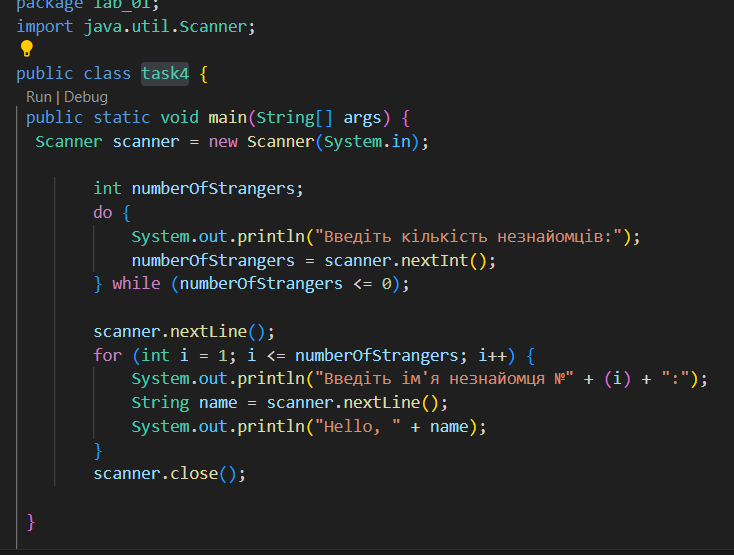 package lab_01;
import java.util.Scanner;
public class task4 {
Run | Debug
public static void main(String[] args) {
Scanner scanner = new Scanner(System.in);
int numberOfStrangers;
do {
System.out.println("Введіть кількість незнайомців:");
numberOfStrangers = scanner.nextInt();
} while (numberOfStrangers <= 0);
scanner.nextLine();
for (int i = 1; i <= numberOfStrangers; i++) {
System.out.println("Введіть ім'я незнайомця №" + (i) + ":");
String name = scanner.nextLine();
System.out.println("Hello, " + name);
}
scanner.close();
}